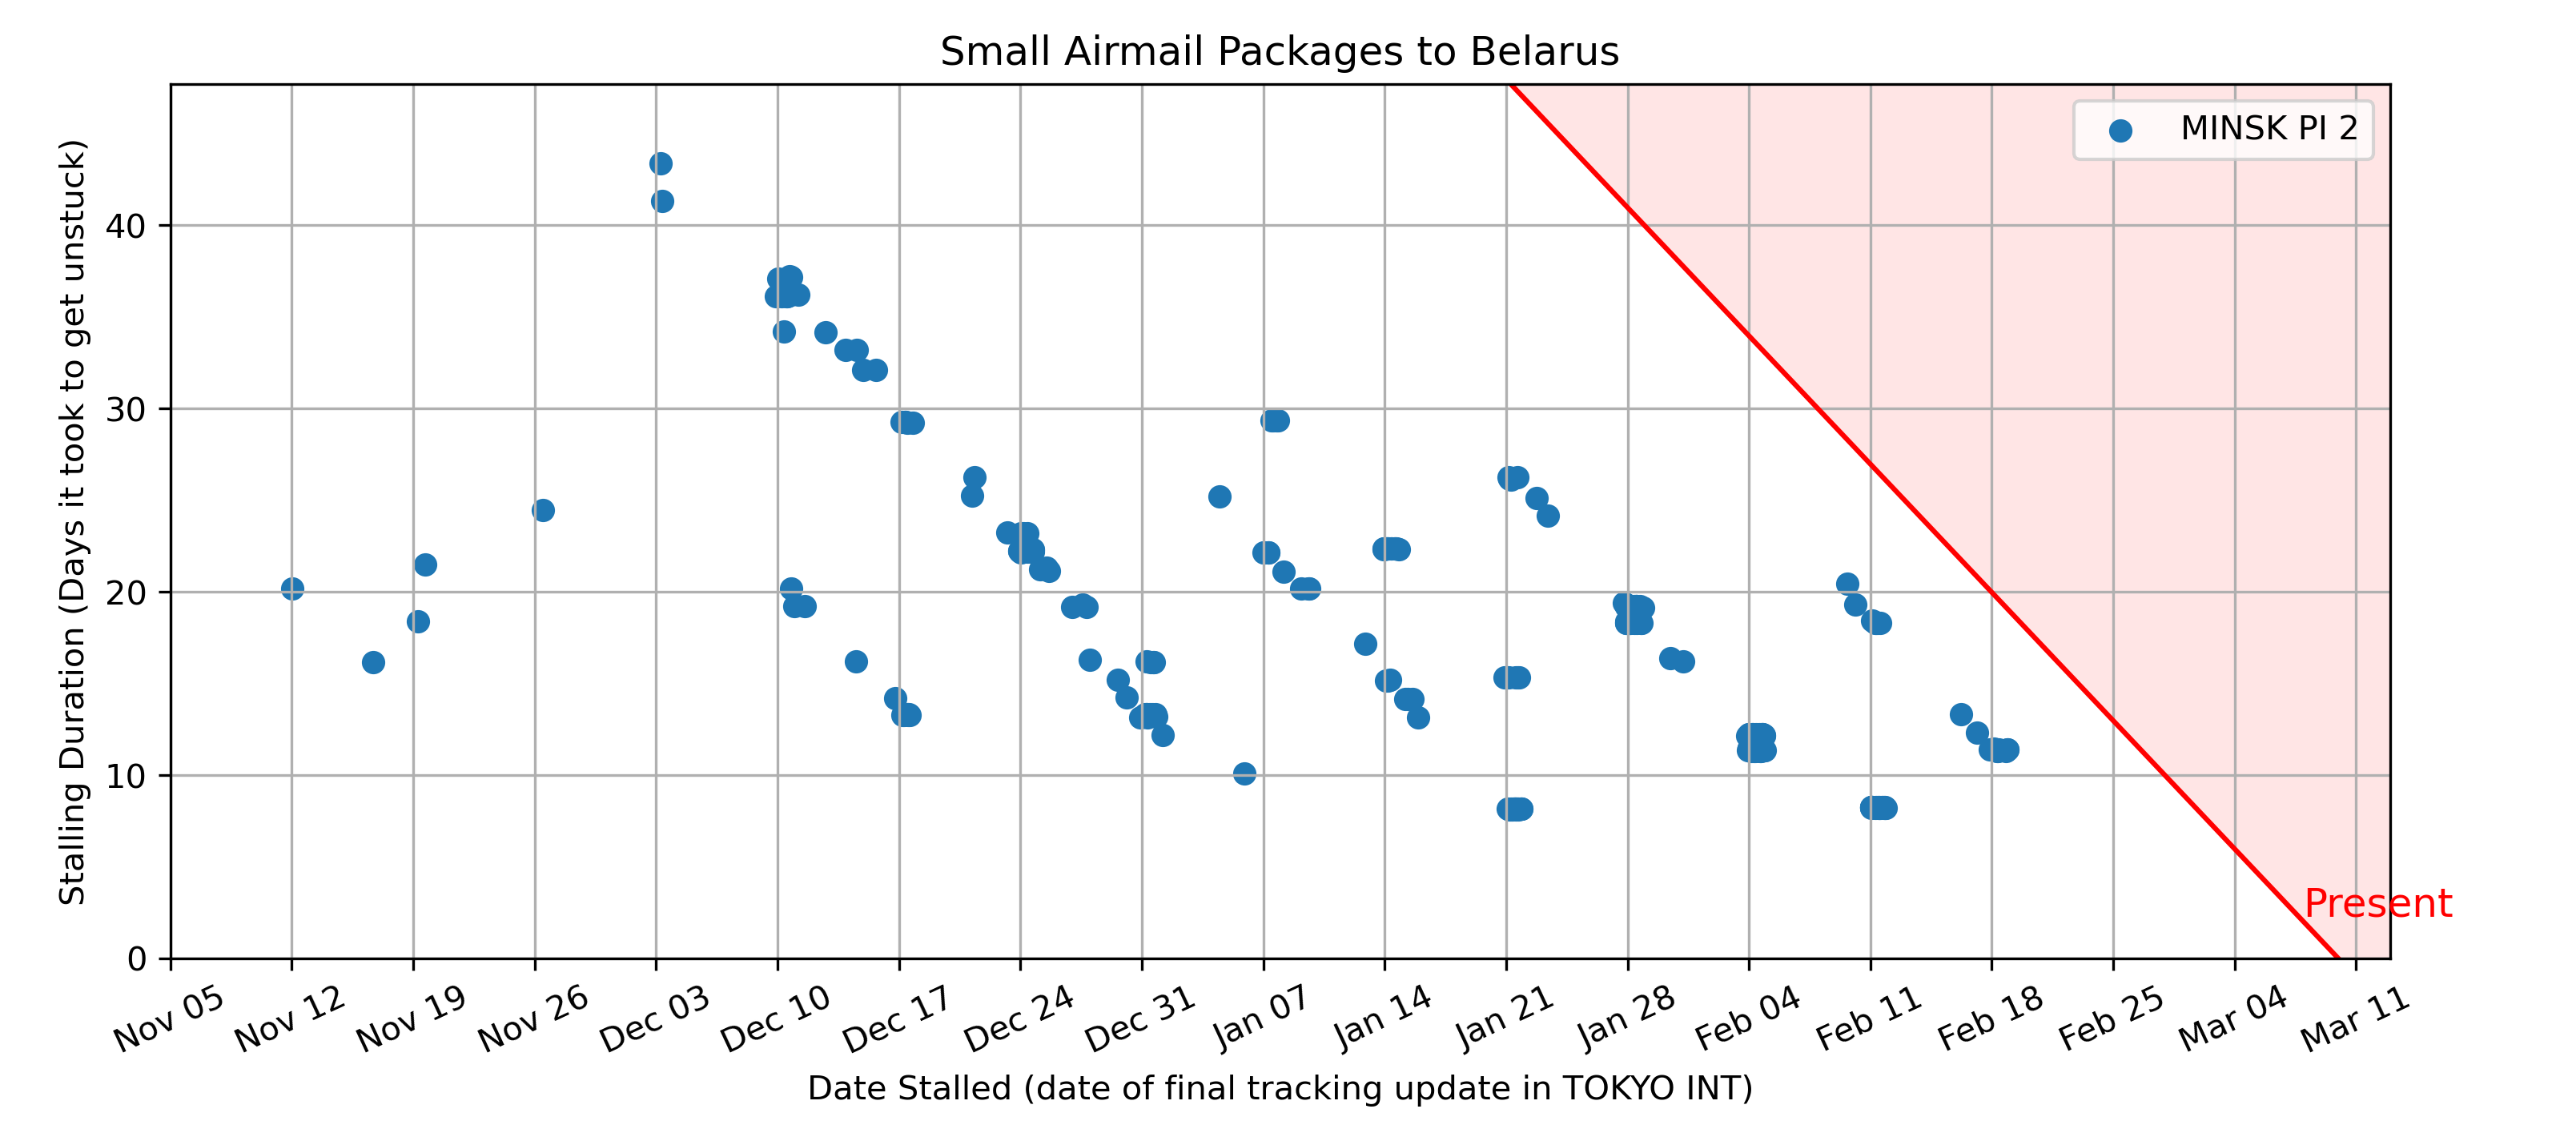 Small Airmail Packages to Belarus
MINSK PI 2
Stalling Duration (Days it took to get unstuck)
40
30
20
10
0
Present
Nov 05
Nov 12
Nov 19
Nov 26
Dec 03
Dec 10
Dec 17
Dec 24
Dec 31
Jan 07
Jan 14
Jan 21
Jan 28
Feb 04
Feb 11
Feb 18
Feb 25
Mar 04
Mar 11
Date Stalled (date of final tracking update in TOKYO INT)